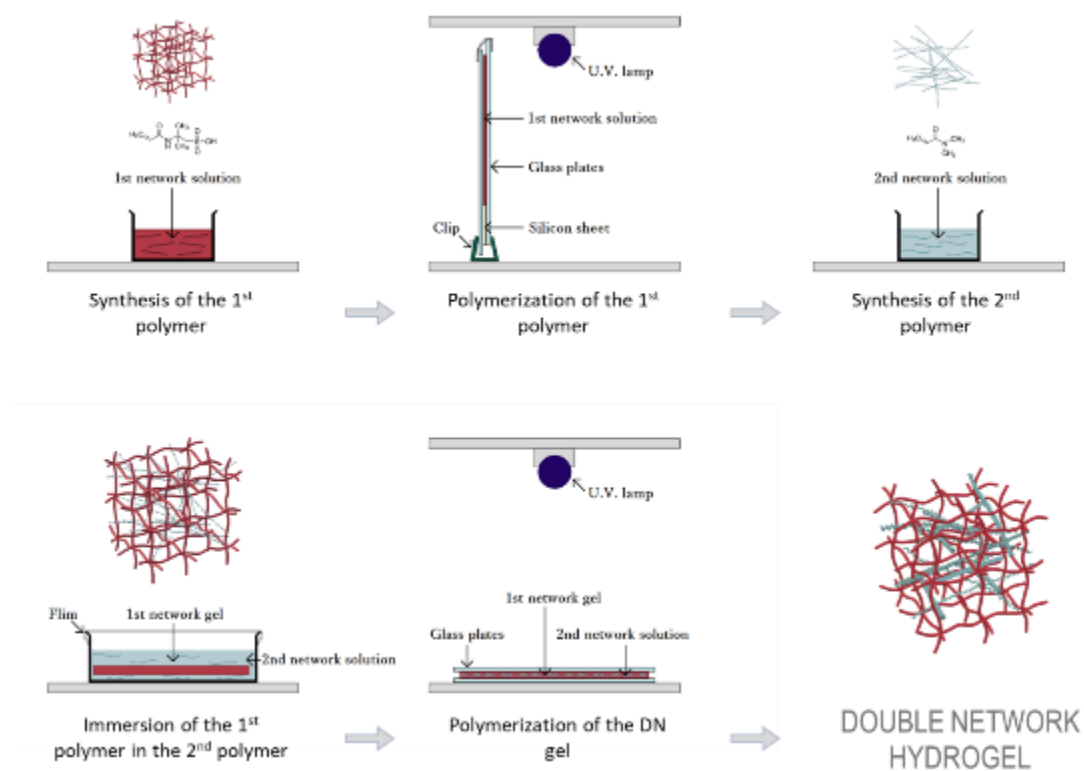 U.V. lamp
1st network solution
Glass plates
Silicon sheet
Clip
1st network solution
2nd network solution
Synthesis of the 1st
polymer
Polymerization of the 1st
polymer
Synthesis of the 2nd
polymer
U.V. lamp
Flim
1st network gel
2nd network solution
1st network gel
Glass plates
2nd network solution
Immersion of the 1st
polymer in the 2nd polymer
Polymerization of the DN
gel
DOUBLE NETWORK
HYDROGEL